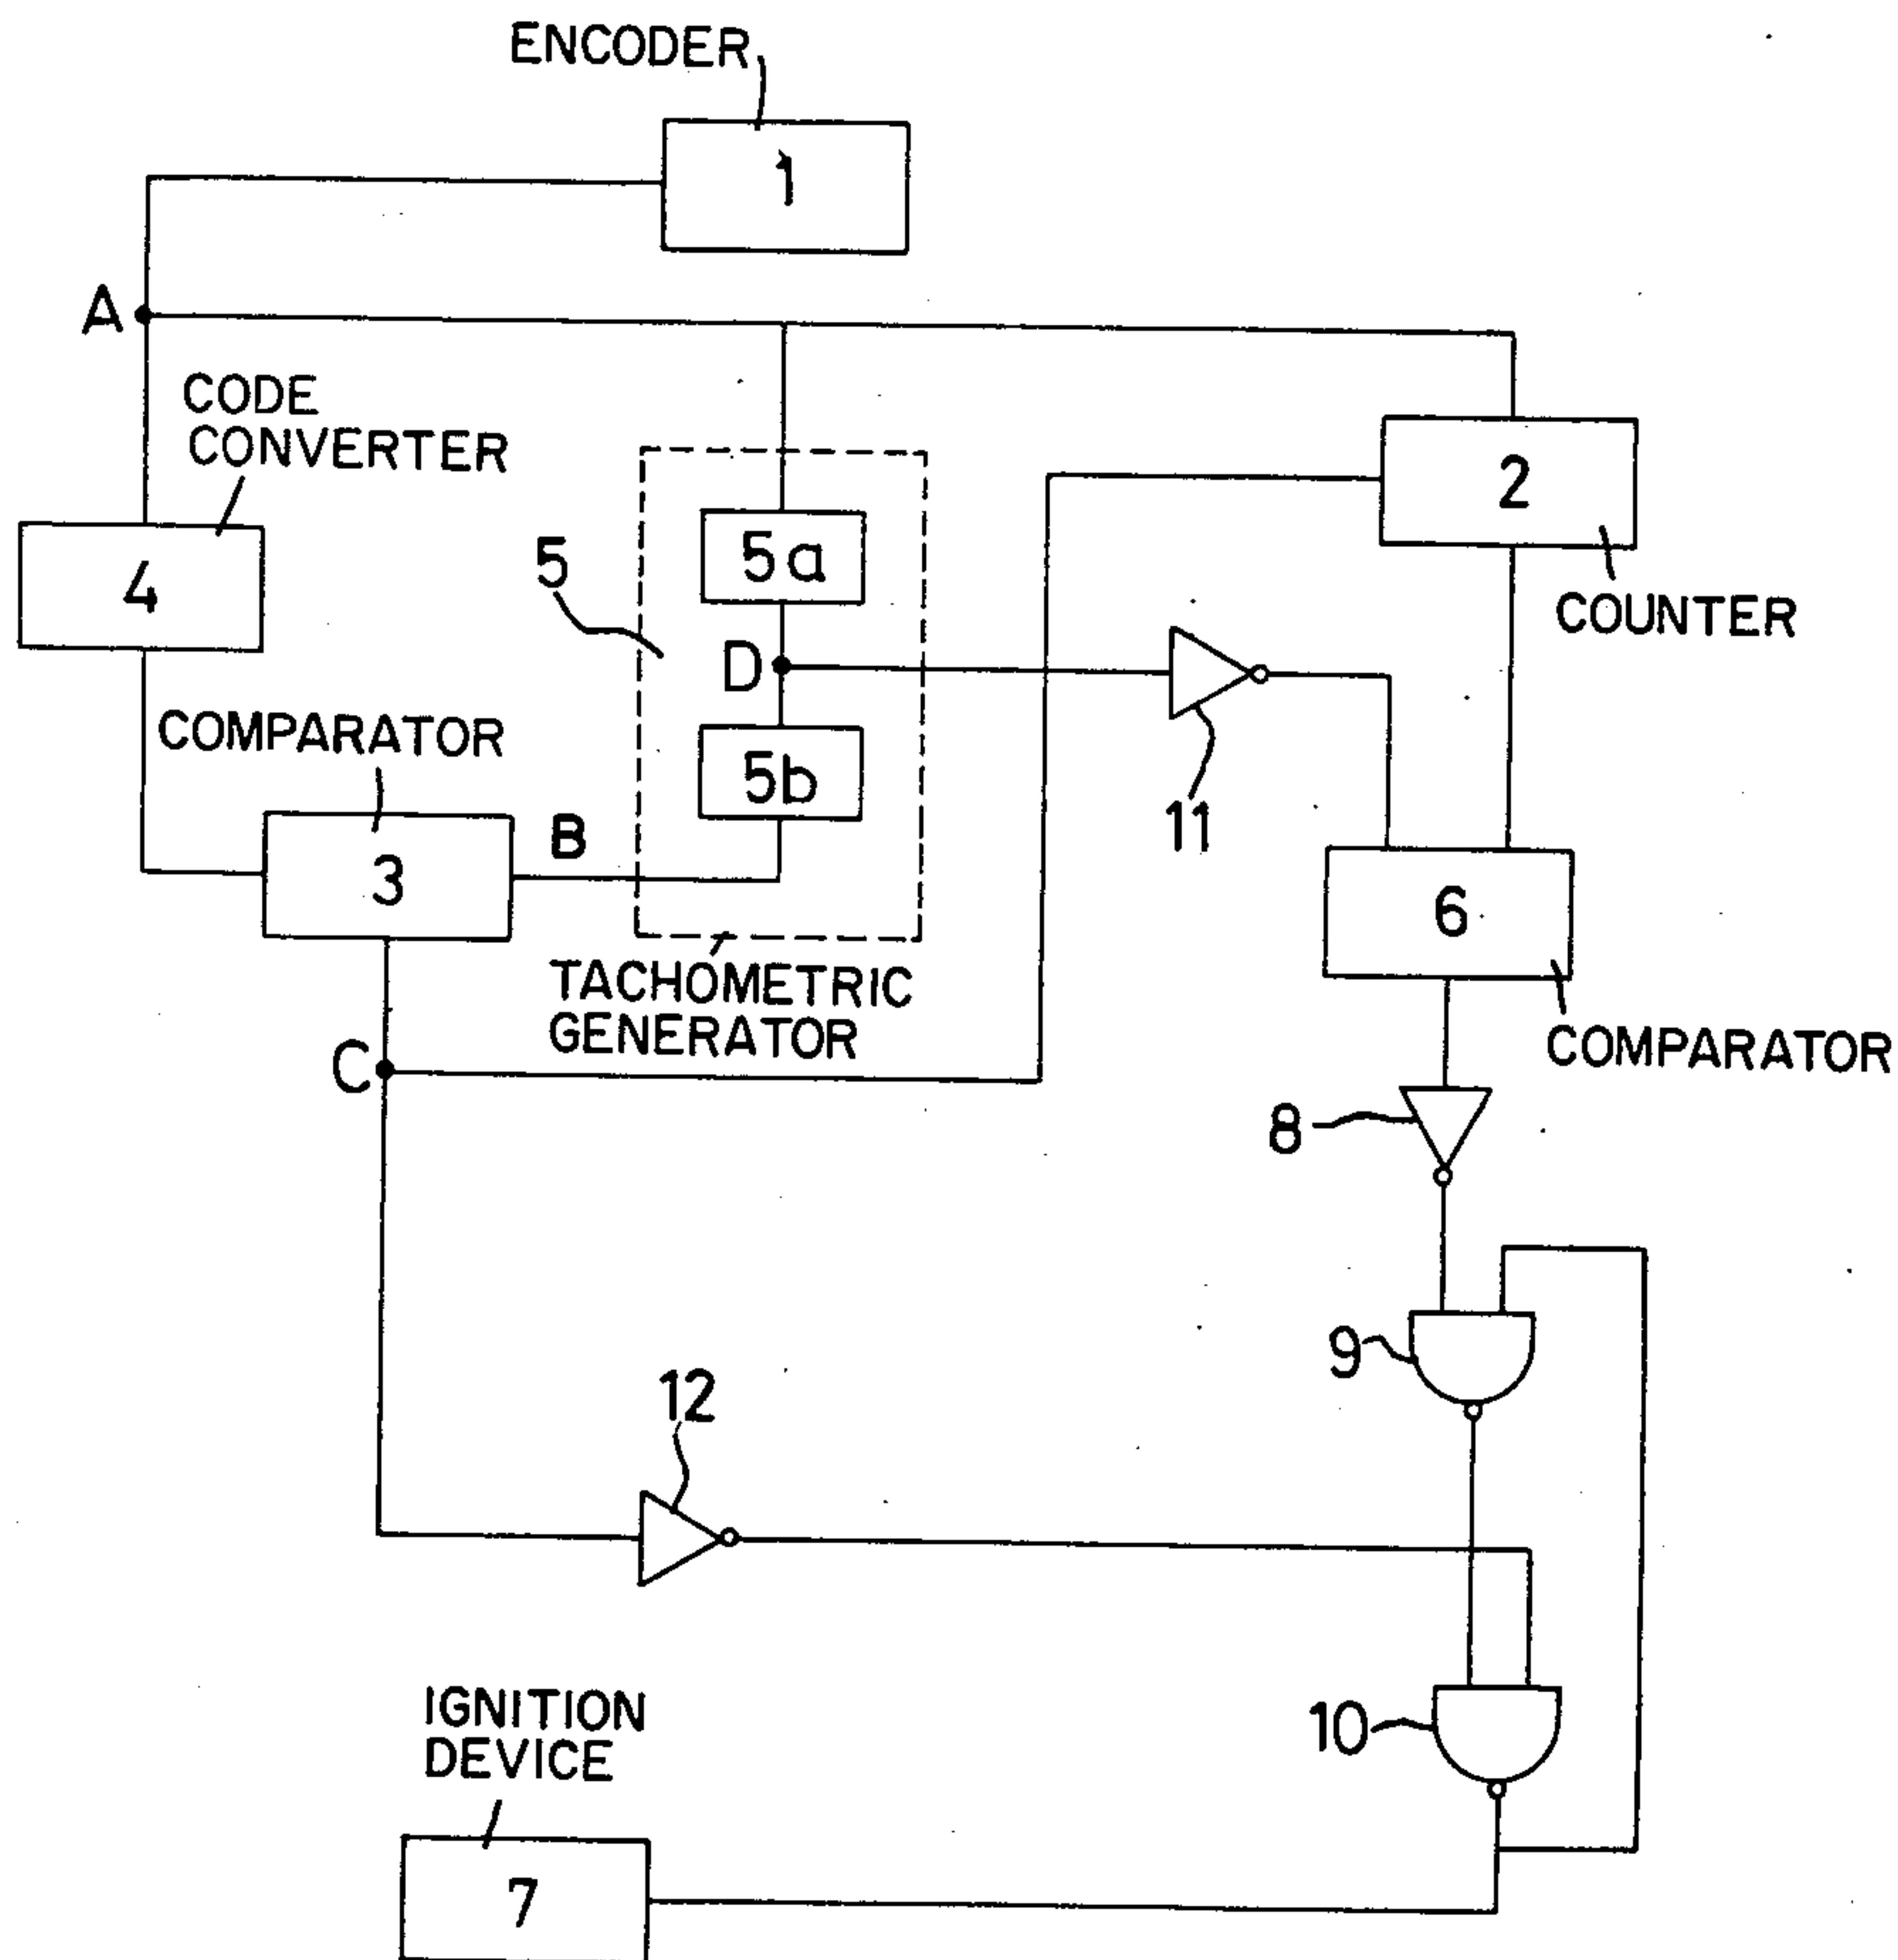 ENCODER
1
A
CODE
CONVERTER
2
5a
5
4
COUNTER
D
COMPARATOR
5b
11
B
3
6
TACHOMETRIC
GENERATOR
COMPARATOR
C
8
9
12
IGNITION
DEVICE
10
7